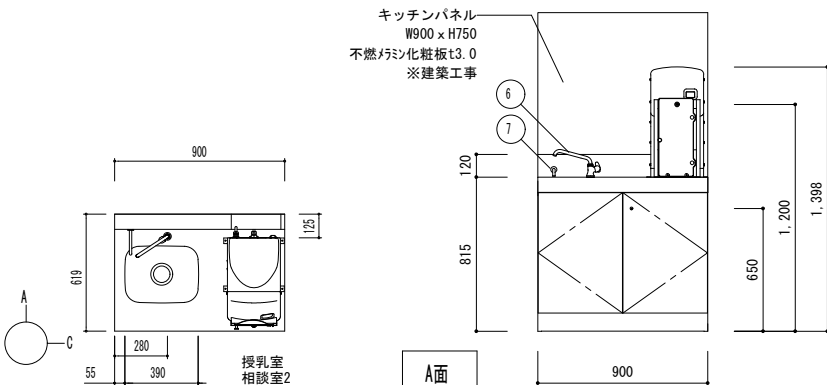 キッチンパネル
W900 x H750
不燃ﾒﾗﾐﾝ化粧板t3.0
※建築工事
6
7
900
120
815
619
125
1,398
1,200
650
A
C
280
55
390
授乳室
相談室2
A面
900